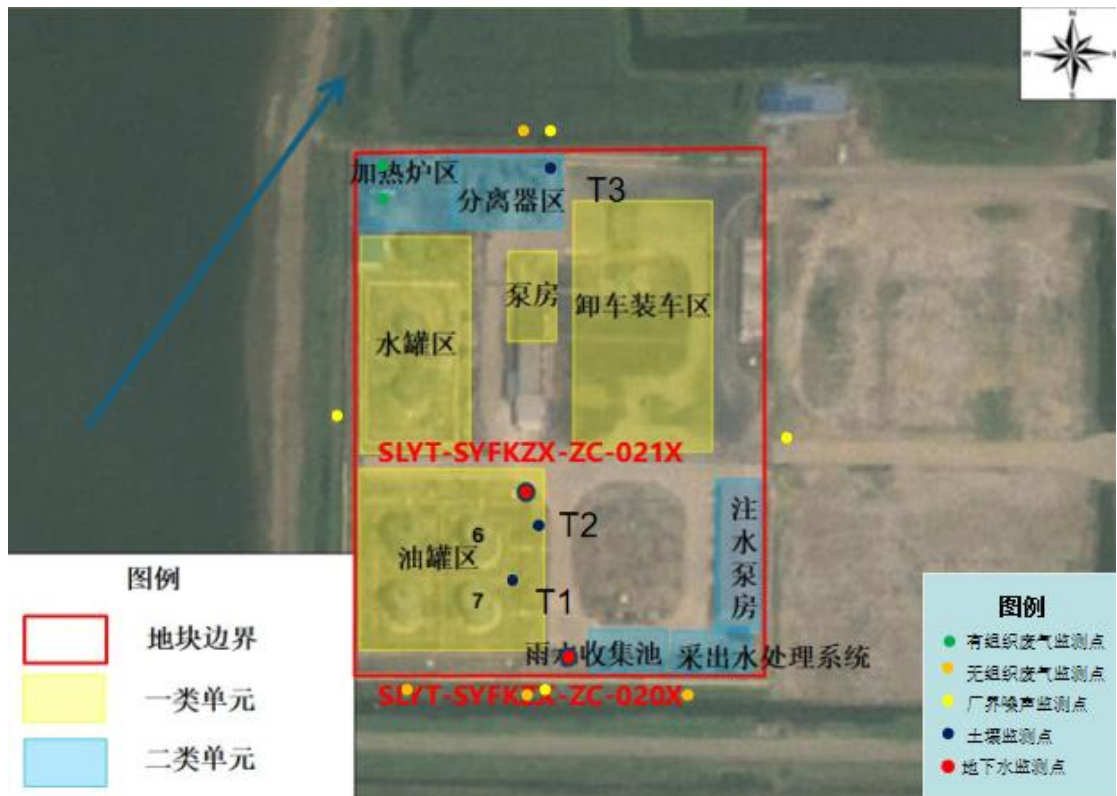 N
W
E
S
加热炉区
分离器区
T3
泵房
卸车装车区
水罐区
SLYT-SYFKZX-ZC-021X
6
油罐区
7
T2
T1
注水泵房
雨水收集池
采出水处理系统
SLYT-SYFKZX-ZC-020X
图例
地块边界
一类单元
二类单元
图例
有组织废气监测点
无组织废气监测点
厂界噪声监测点
土壤监测点
地下水监测点